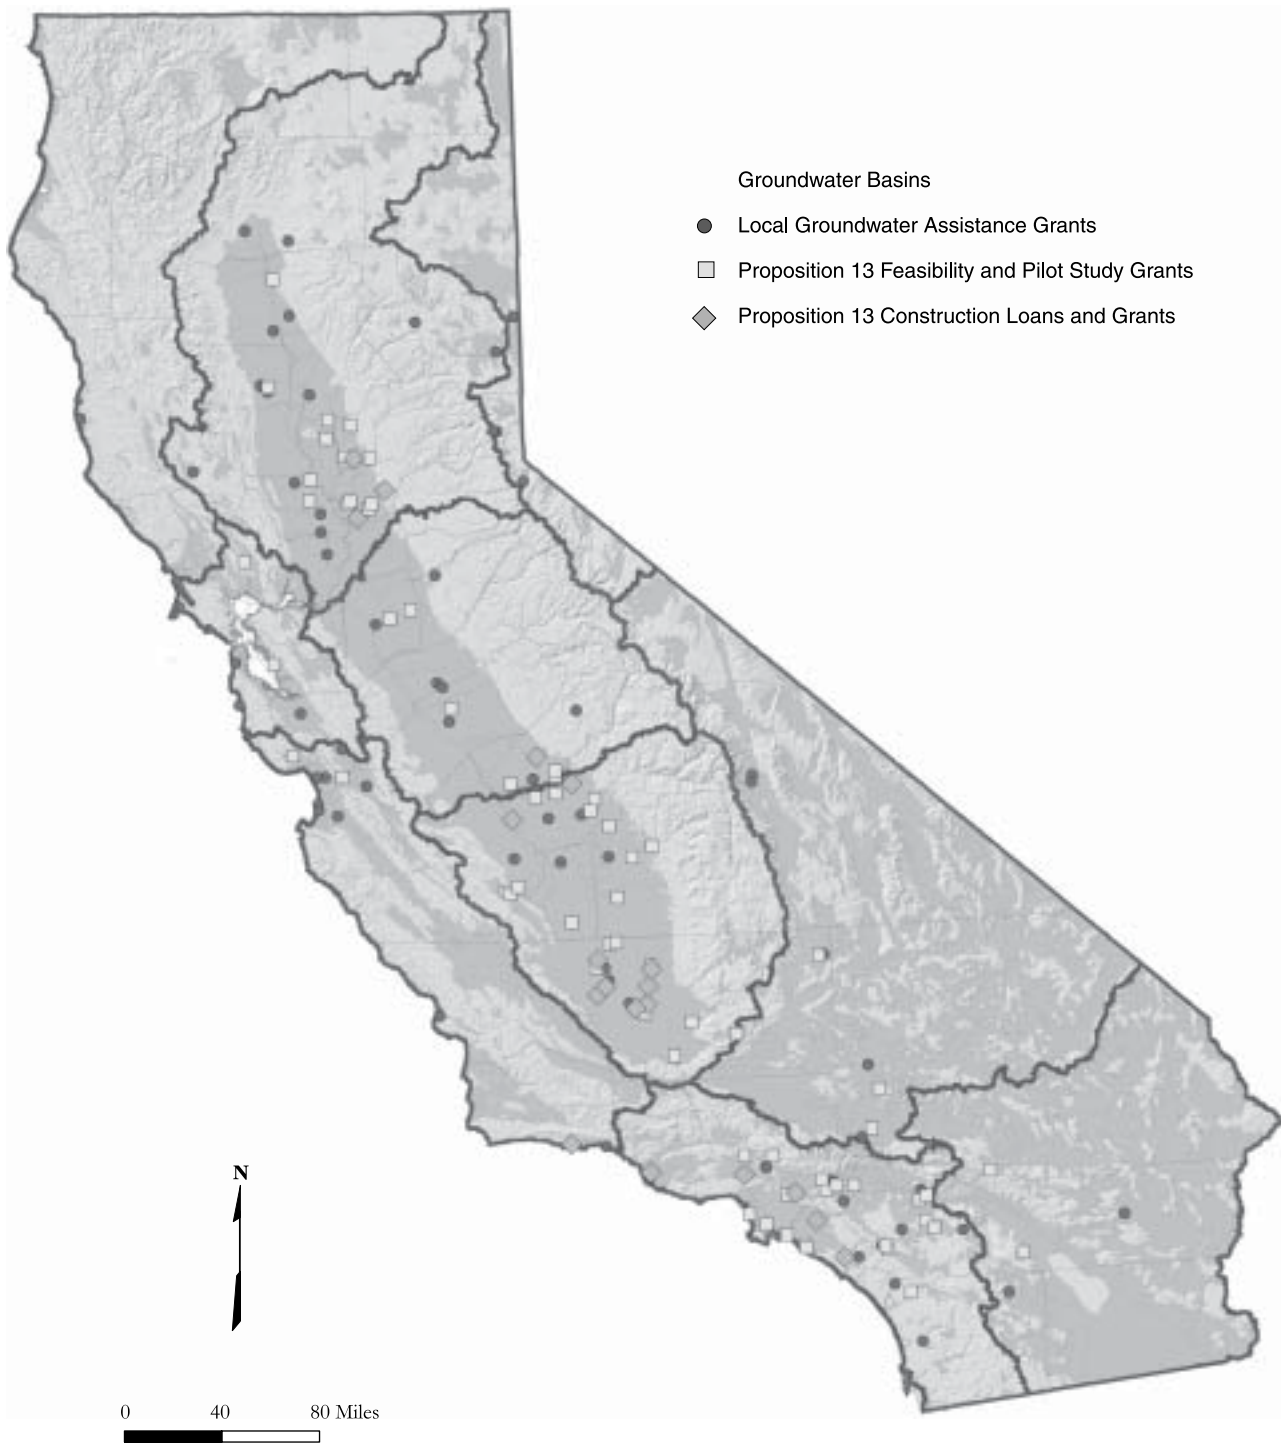 Groundwater Basins
Local Groundwater Assistance Grants
Proposition 13 Feasibility and Pilot Study Grants
Proposition 13 Construction Loans and Grants
N
0 40 80 Miles